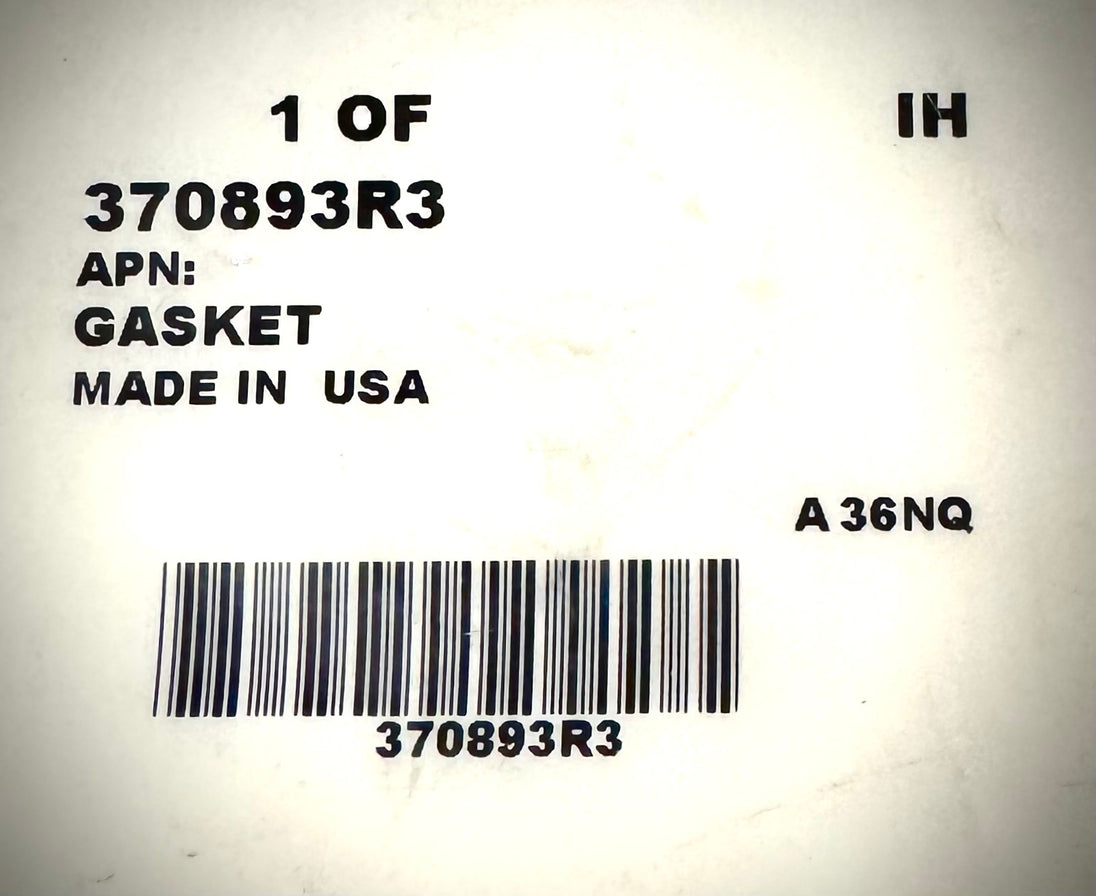 1 OF
IH
370893R3
APN:
GASKET
MADE IN USA
A 36NQ
370893R3